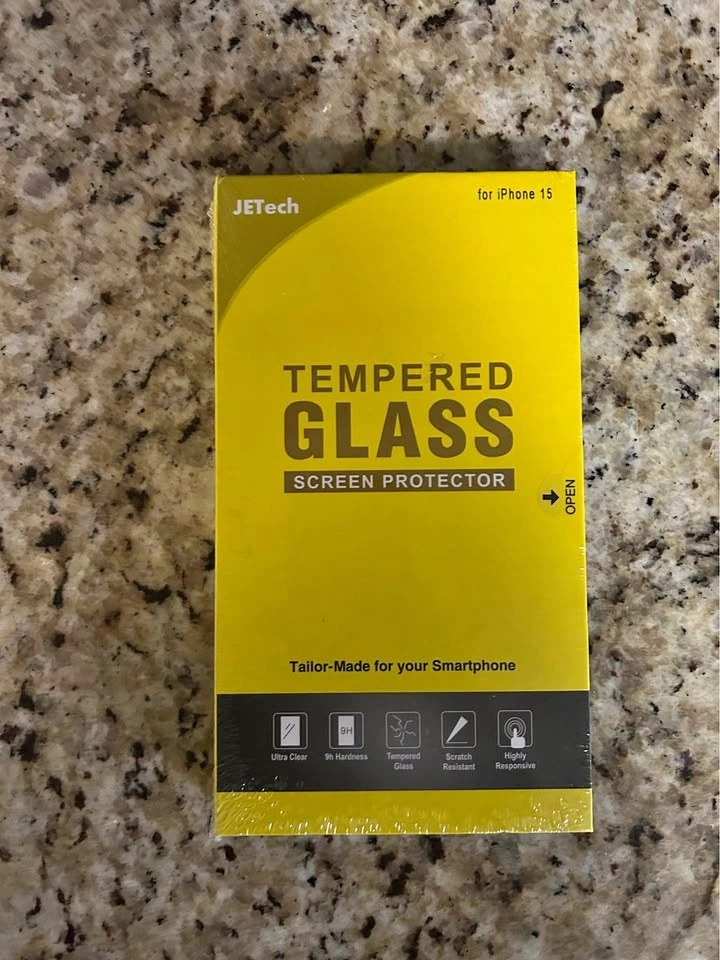 JETech
for iPhone 15
TEMPERED
GLASS
SCREEN PROTECTOR
OPEN
Tailor-Made for your Smartphone
9H
Ultra Clear
9h Hardness
Tempered
Glass
Scratch
Resistant
Highly
Responsive